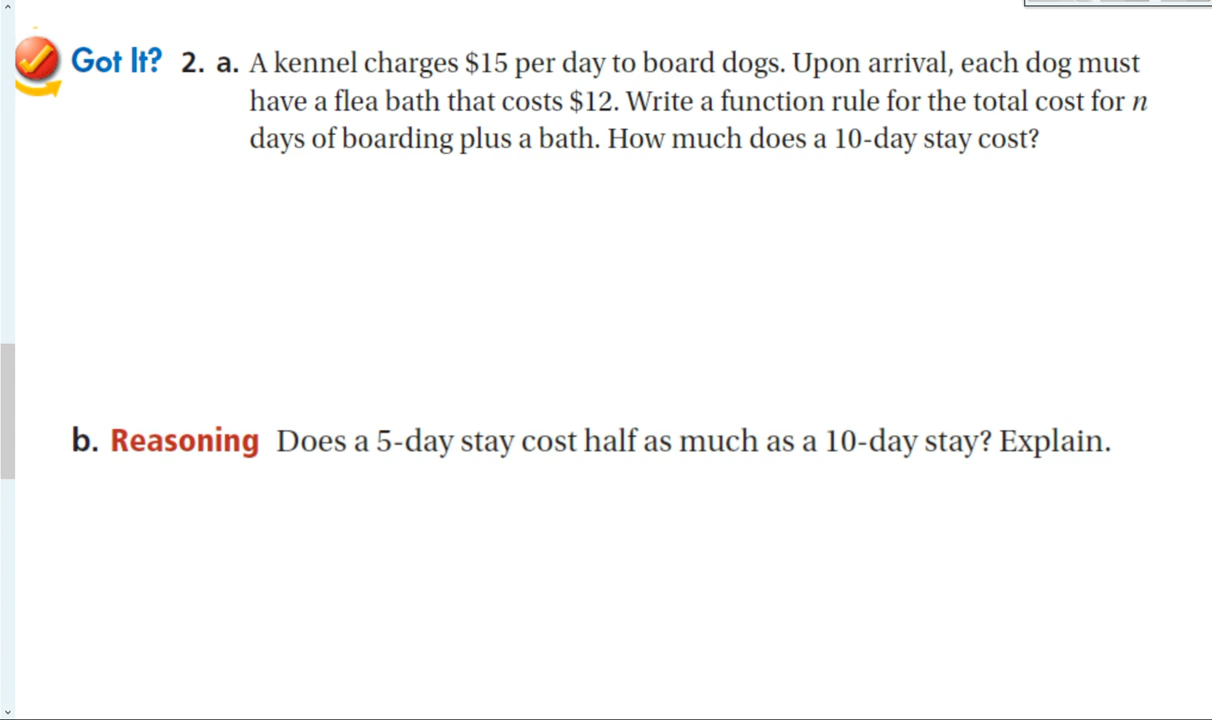 Got It? 2. a. A kennel charges $15 per day to board dogs. Upon arrival, each dog must
have a flea bath that costs $12. Write a function rule for the total cost for n
days of boarding plus a bath. How much does a 10-day stay cost?
b. Reasoning Does a 5-day stay cost half as much as a 10-day stay? Explain.